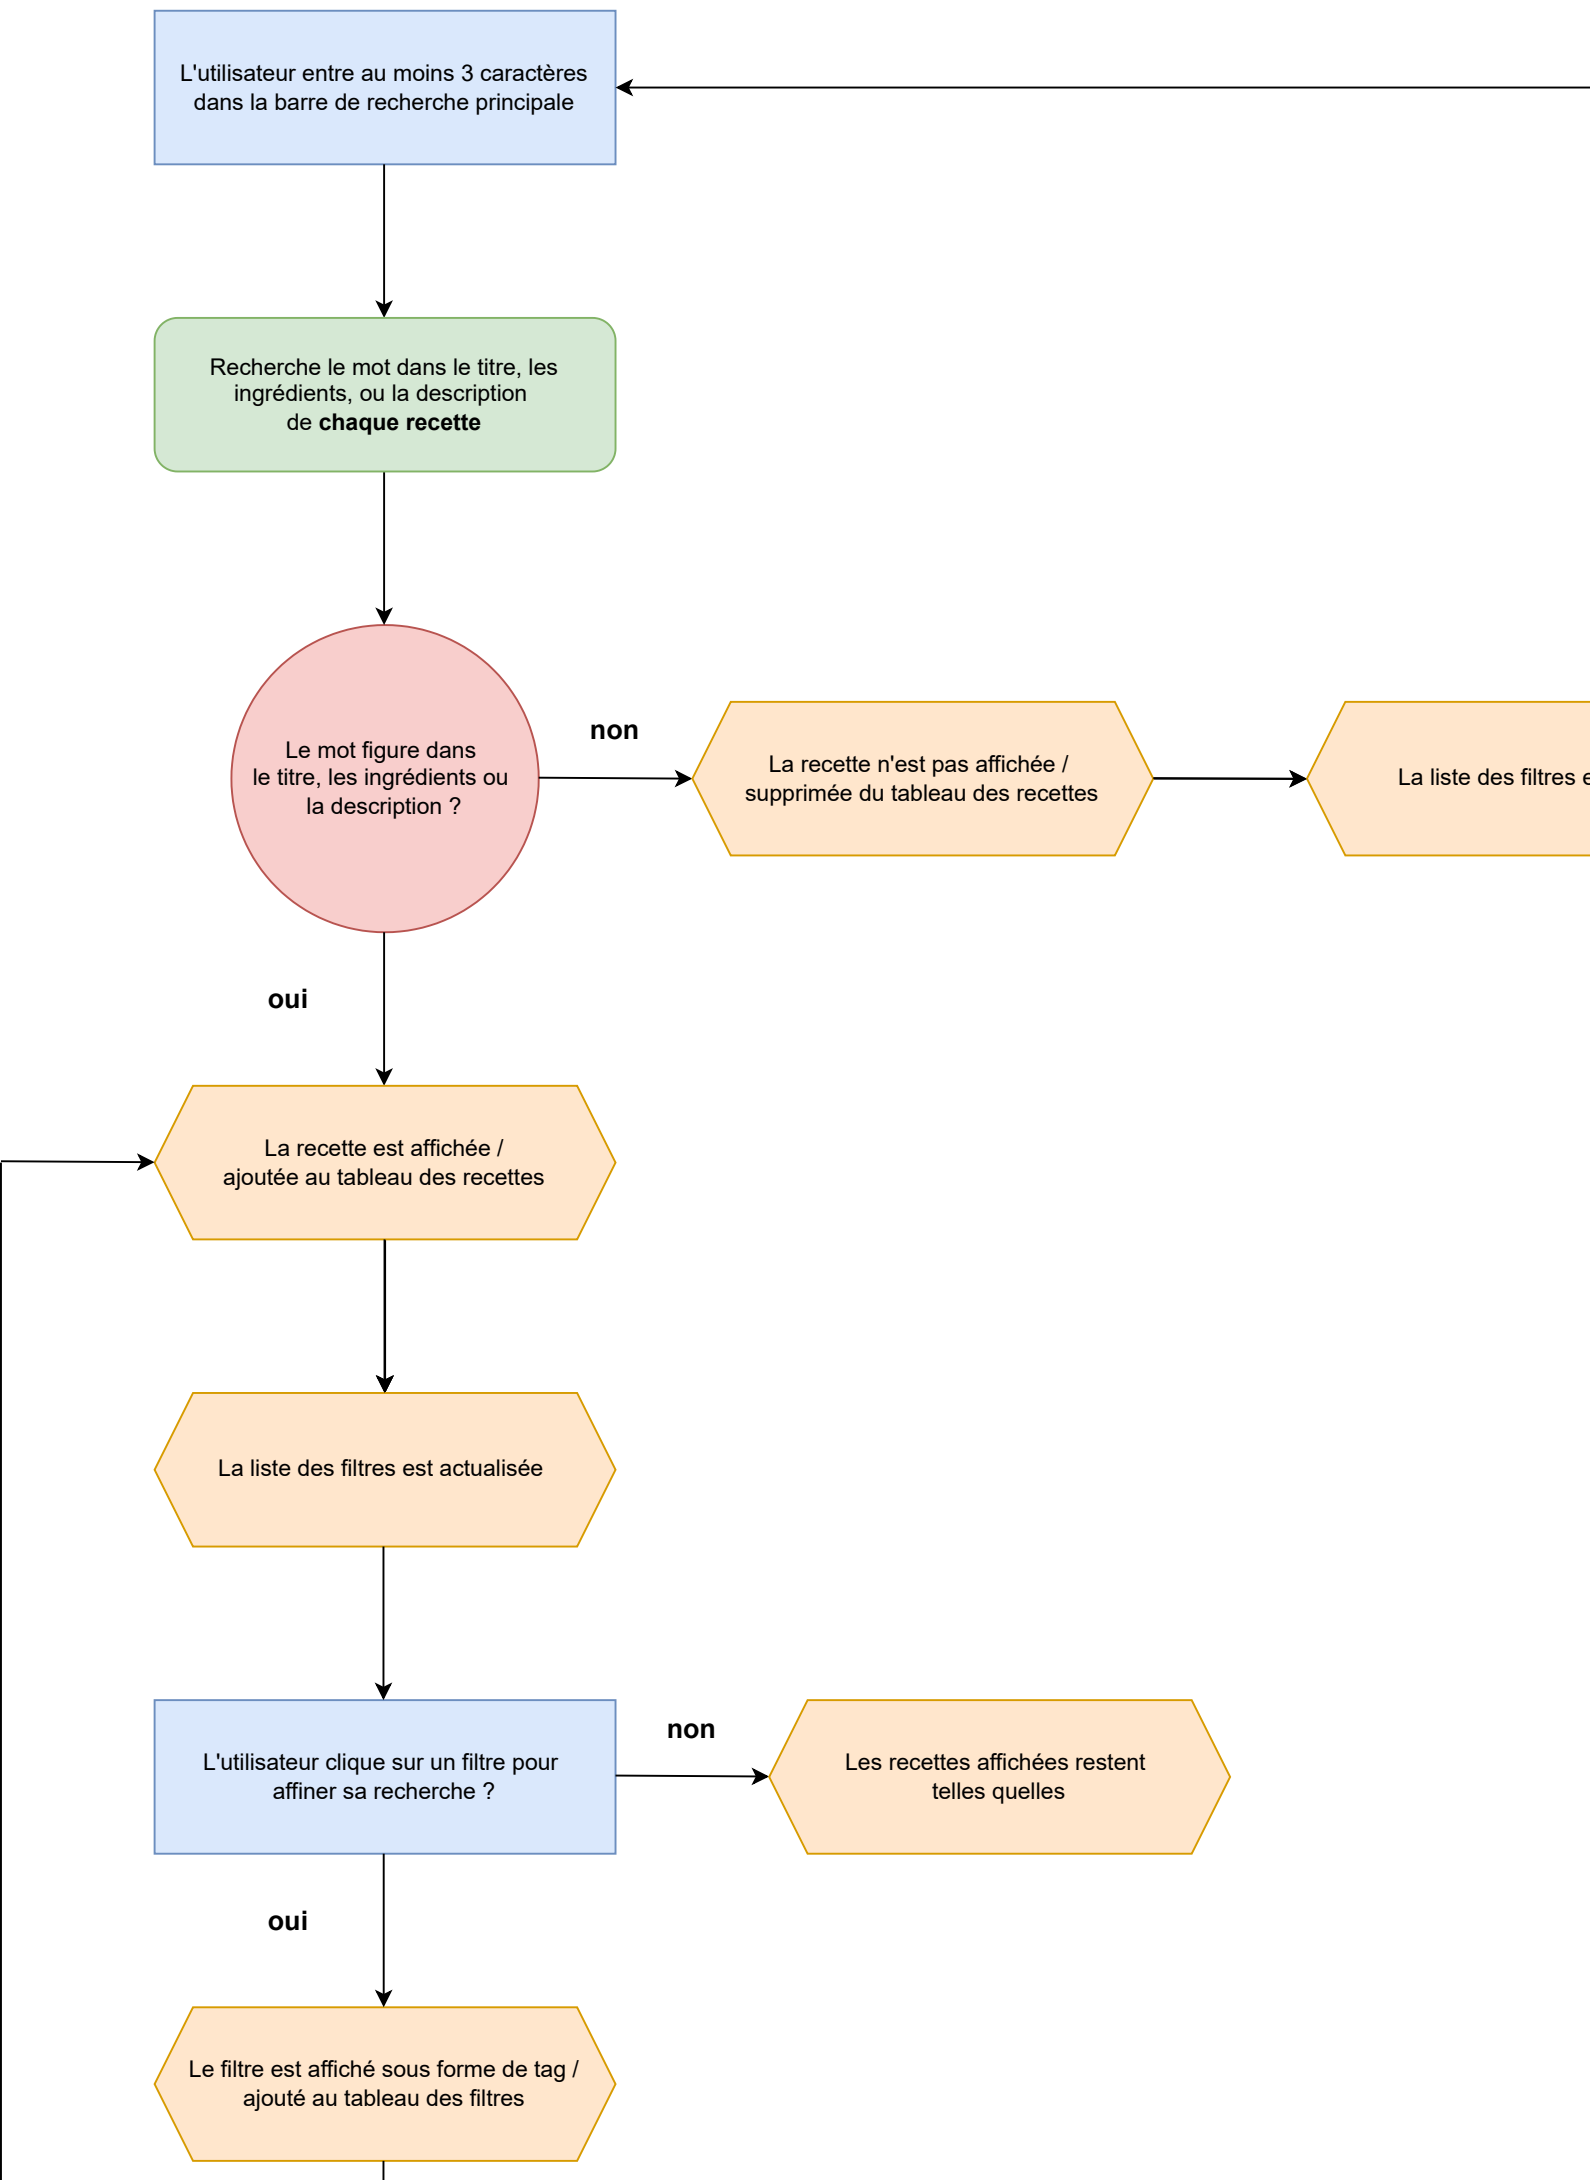 L'utilisateur entre au moins 3 caractères
dans la barre de recherche principale
Recherche le mot dans le titre, les
ingrédients, ou la description
de chaque recette
Le mot figure dans
le titre, les ingrédients ou
la description ?
non
La recette n'est pas affichée /
supprimée du tableau des recettes
La liste des filtres
oui
La recette est affichée /
ajoutée au tableau des recettes
La liste des filtres est actualisée
L'utilisateur clique sur un filtre pour
affiner sa recherche ?
non
Les recettes affichées restent
telles quelles
oui
Le filtre est affiché sous forme de tag /
ajouté au tableau des filtres